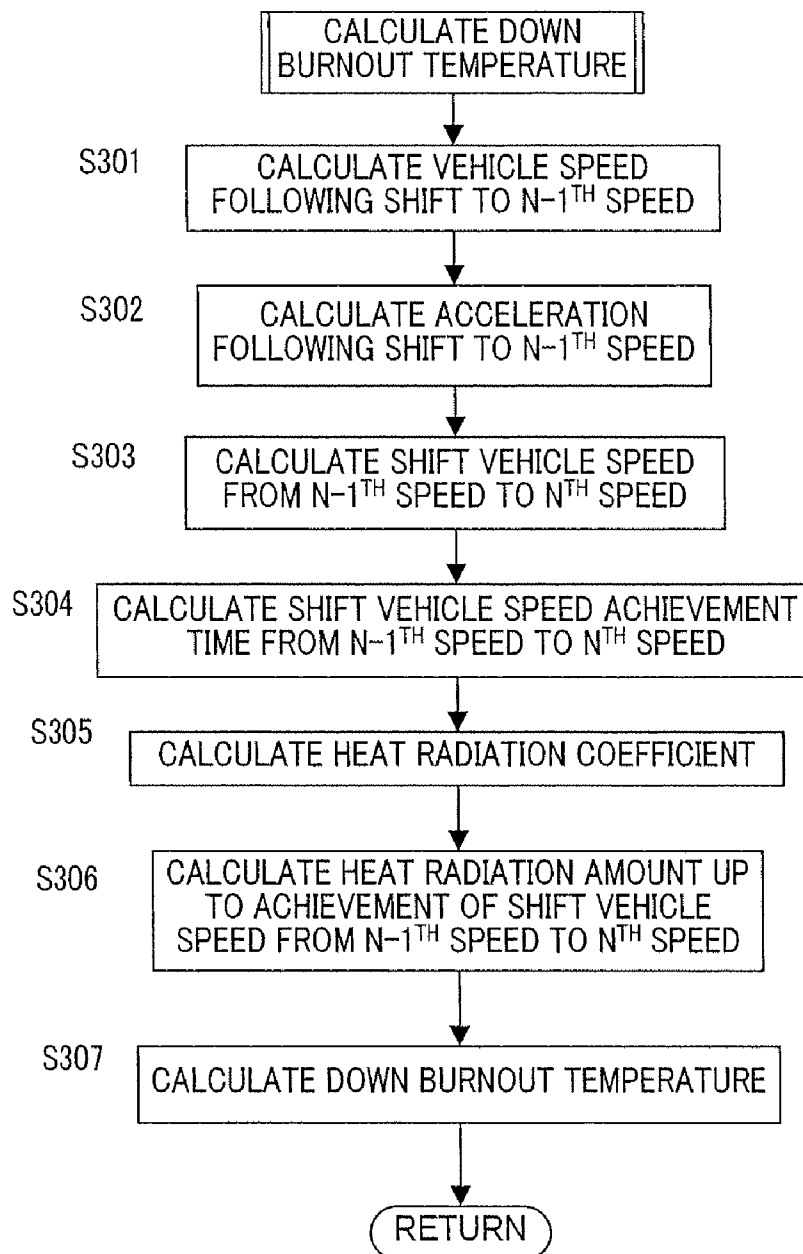 CALCULATE DOWN
BURNOUT TEMPERATURE
S301
CALCULATE VEHICLE SPEED
FOLLOWING SHIFT TO N-1TH SPEED
S302
CALCULATE ACCELERATION
FOLLOWING SHIFT TO N-1TH SPEED
S303
CALCULATE SHIFT VEHICLE SPEED
FROM N-1TH SPEED TO NTH SPEED
S304
CALCULATE SHIFT VEHICLE SPEED ACHIEVEMENT
TIME FROM N-1TH SPEED TO NTH SPEED
S305
CALCULATE HEAT RADIATION COEFFICIENT
S306
CALCULATE HEAT RADIATION AMOUNT UP
TO ACHIEVEMENT OF SHIFT VEHICLE
SPEED FROM N-1TH SPEED TO NTH SPEED
S307
CALCULATE DOWN BURNOUT TEMPERATURE
RETURN